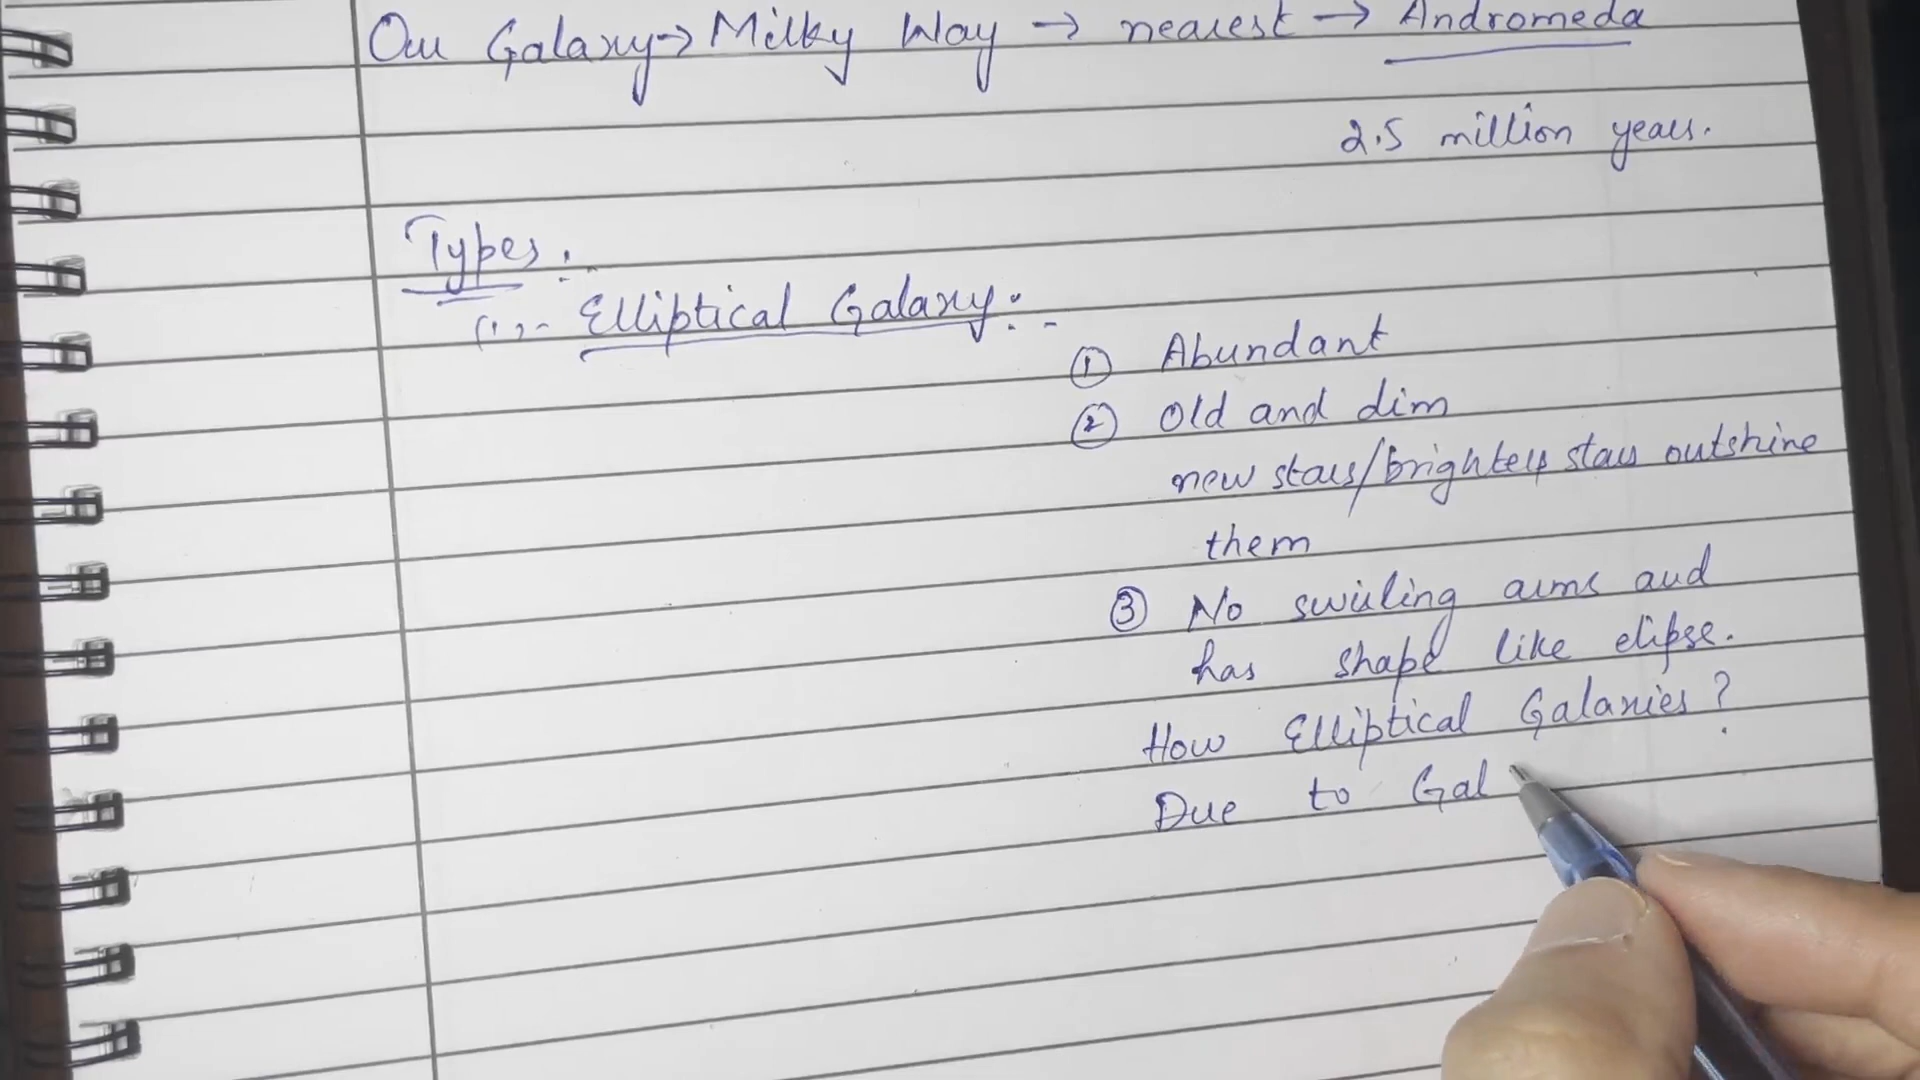 Our Galaxy → Milky Way → nearest → Andromeda
2.5 million years.
Types :
(1) - Elliptical Galaxy : -
① Abundant
② Old and dim
new stars/brighters stars outshine
them
③ No swirling arms and
has shape like elipse.
How Elliptical Galaxies?
Due to Gal